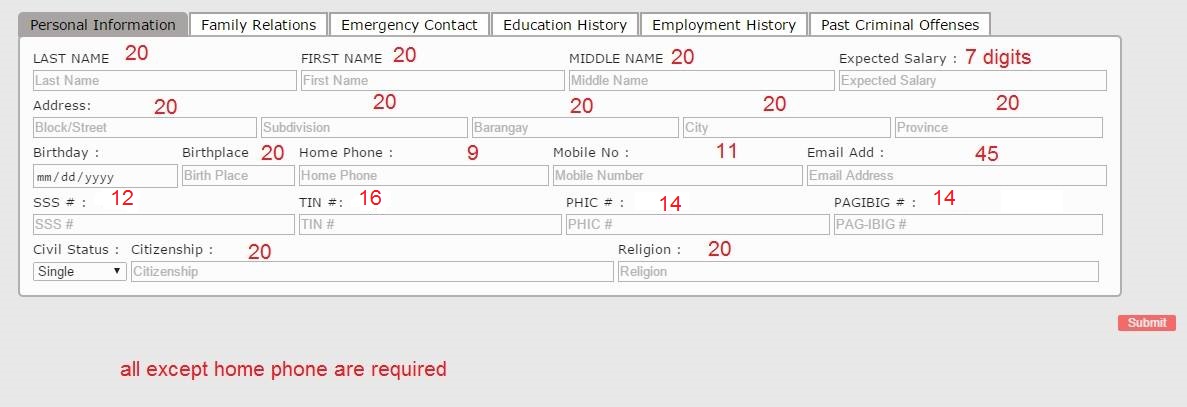 Personal Information Family Relations Emergency Contact Education History Employment History Past Criminal Offenses
LAST NAME 20 FIRST NAME 20 MIDDLE NAME 20 Expected Salary : 7 digits
Last Name First Name Middle Name Expected Salary
Address: 20 20 20 20 20
Block/Street Subdivision Barangay City Province
Birthday : Birthplace 20 Home Phone : 9 Mobile No : 11 Email Add : 45
mm/dd/yyyy Birth Place Home Phone Mobile Number Email Address
SSS # : 12 TIN #: 16 PHIC # : 14 PAGIBIG # : 14
SSS # TIN # PHIC # PAG-IBIG #
Civil Status : Citizenship : 20 Religion : 20
Single Citizenship Religion
Submit
all except home phone are required